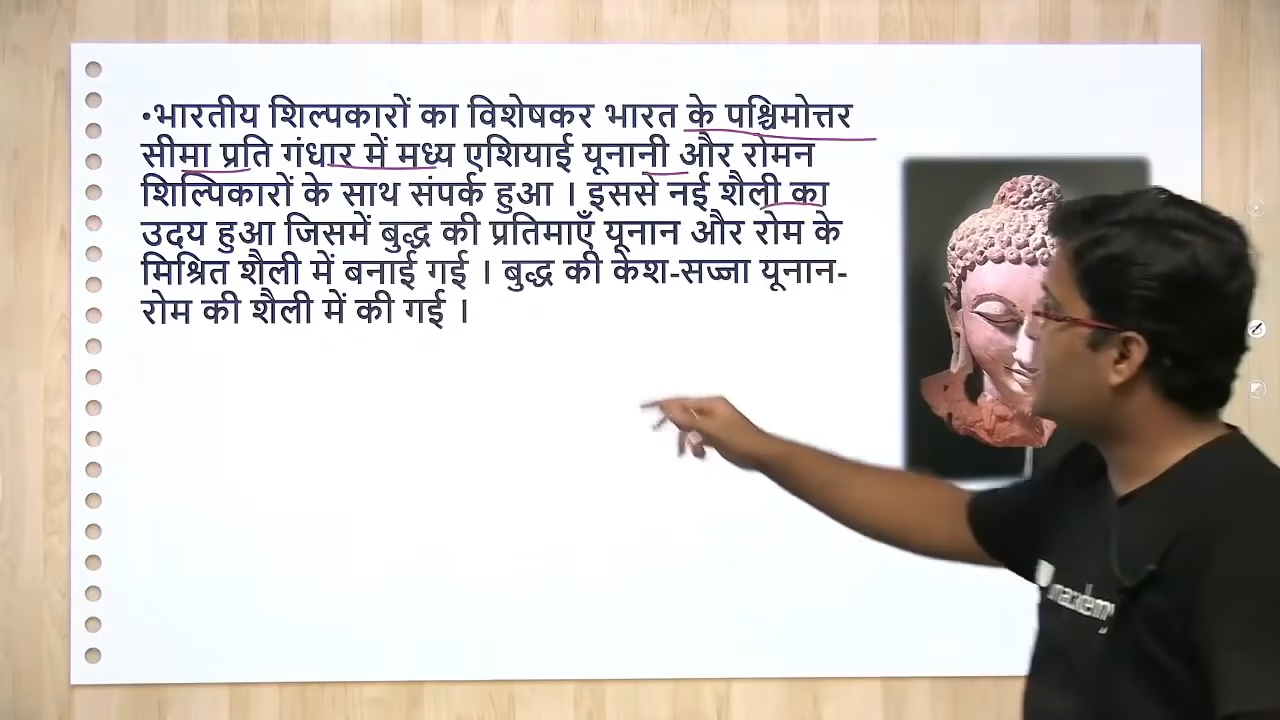 •भारतीय शिल्पकारों का विशेषकर भारत के पश्चिमोत्तर
सीमा प्रति गंधार में मध्य एशियाई यूनानी और रोमन
शिल्पिकारों के साथ संपर्क हुआ । इससे नई शैली का
उदय हुआ जिसमें बुद्ध की प्रतिमाएँ यूनान और रोम के
मिश्रित शैली में बनाई गई । बुद्ध की केश-सज्जा यूनान-
रोम की शैली में की गई ।